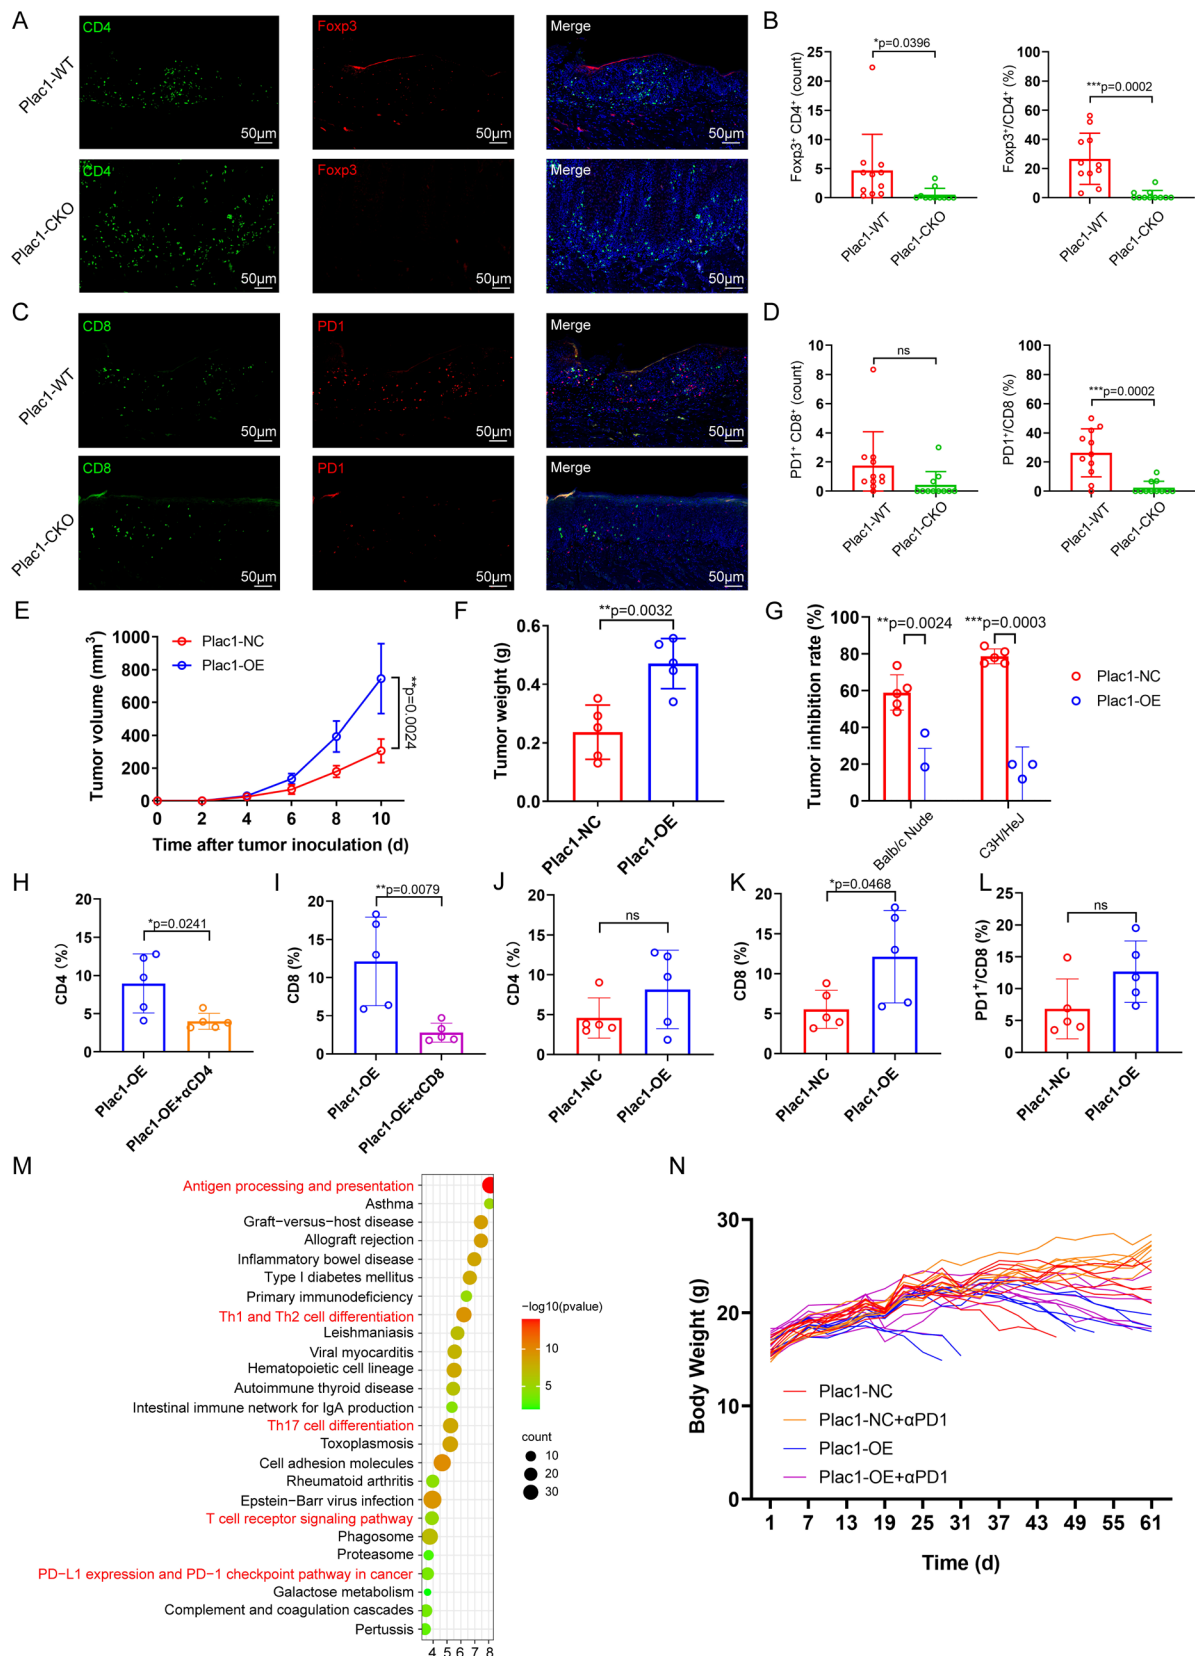 A
CD4
Foxp3
Merge
Plac1-WT
50μm
50μm
50μm
CD4
Foxp3
Merge
Plac1-CKO
50μm
50μm
50μm
B
*p=0.0396
Foxp3⁺ CD4⁺ (count)
25
20
15
10
5
0
Plac1-WT
Plac1-CKO
***p=0.0002
Foxp3⁺/CD4⁺ (%)
100
80
60
40
20
0
Plac1-WT
Plac1-CKO
C
CD8
PD1
Merge
Plac1-WT
50μm
50μm
50μm
CD8
PD1
Merge
Plac1-CKO
50μm
50μm
50μm
D
ns
PD1⁺ CD8⁺ (count)
10
8
6
4
2
0
Plac1-WT
Plac1-CKO
***p=0.0002
PD1⁺/CD8 (%)
100
80
60
40
20
0
Plac1-WT
Plac1-CKO
E
Plac1-NC
Plac1-OE
Tumor volume (mm³)
1000
800
600
400
200
0
**p=0.0024
0 2 4 6 8 10
Time after tumor inoculation (d)
F
**p=0.0032
Tumor weight (g)
0.6
0.4
0.2
0.0
Plac1-NC
Plac1-OE
G
Tumor inhibition rate (%)
100
80
60
40
20
0
**p=0.0024
***p=0.0003
Plac1-NC
Plac1-OE
Balb/c Nude
C3H/HeJ
H
CD4 (%)
20
15
10
5
0
*p=0.0241
Plac1-OE
Plac1-OE+αCD4
I
CD8 (%)
20
15
10
5
0
**p=0.0079
Plac1-OE
Plac1-OE+αCD8
J
CD4 (%)
20
15
10
5
0
ns
Plac1-NC
Plac1-OE
K
CD8 (%)
20
15
10
5
0
*p=0.0468
Plac1-NC
Plac1-OE
L
PD1⁺/CD8 (%)
25
20
15
10
5
0
ns
Plac1-NC
Plac1-OE
M
Antigen processing and presentation
Asthma
Graft−versus−host disease
Allograft rejection
Inflammatory bowel disease
Type I diabetes mellitus
Primary immunodeficiency
Th1 and Th2 cell differentiation
Leishmaniasis
Viral myocarditis
Hematopoietic cell lineage
Autoimmune thyroid disease
Intestinal immune network for IgA production
Th17 cell differentiation
Toxoplasmosis
Cell adhesion molecules
Rheumatoid arthritis
Epstein−Barr virus infection
T cell receptor signaling pathway
Phagosome
Proteasome
PD−L1 expression and PD−1 checkpoint pathway in cancer
Galactose metabolism
Complement and coagulation cascades
Pertussis
4 5 6 7 8
−log10(pvalue)
10
5
count
10
20
30
N
Body Weight (g)
30
20
10
0
Plac1-NC
Plac1-NC+αPD1
Plac1-OE
Plac1-OE+αPD1
1 7 13 19 25 31 37 43 49 55 61
Time (d)